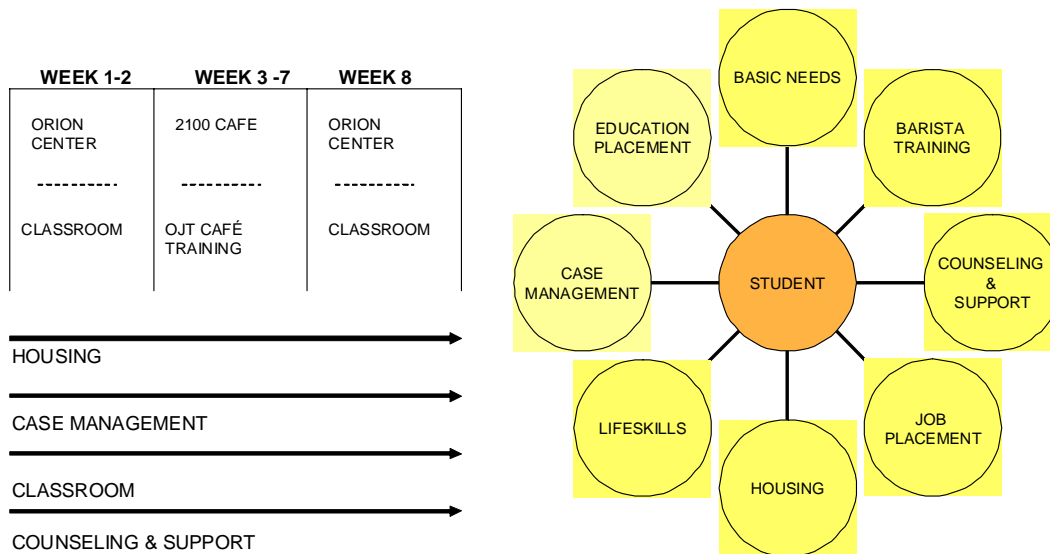 WEEK 1-2 WEEK 3 -7 WEEK 8
ORION
CENTER
2100 CAFE
ORION
CENTER
CLASSROOM
OJT CAFÉ
TRAINING
CLASSROOM
HOUSING
CASE MANAGEMENT
CLASSROOM
COUNSELING & SUPPORT
BASIC NEEDS
EDUCATION
PLACEMENT
BARISTA
TRAINING
CASE
MANAGEMENT
STUDENT
COUNSELING
&
SUPPORT
LIFESKILLS
JOB
PLACEMENT
HOUSING